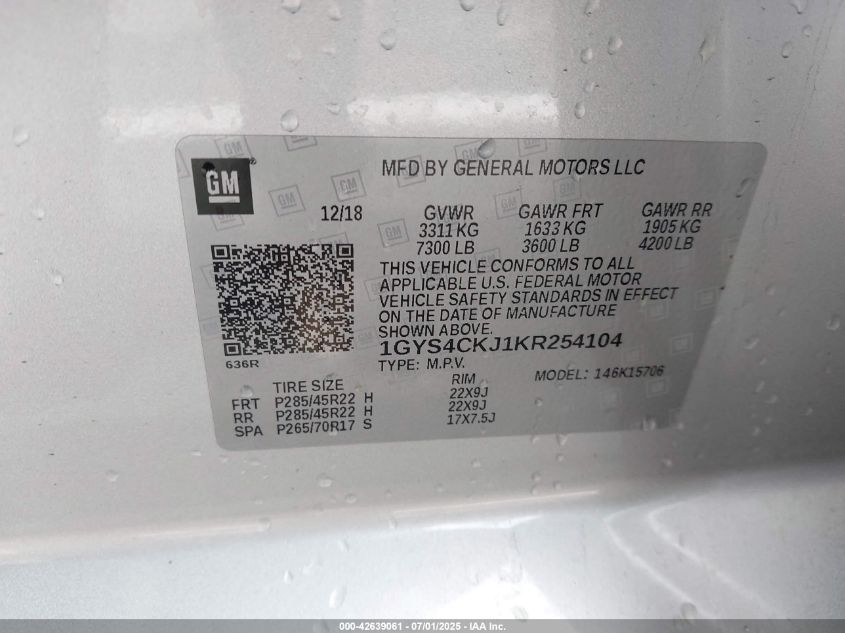 GM
®
MFD BY GENERAL MOTORS LLC
12/18
GVWR GAWR FRT GAWR RR
3311 KG 1633 KG 1905 KG
7300 LB 3600 LB 4200 LB
THIS VEHICLE CONFORMS TO ALL
APPLICABLE U.S. FEDERAL MOTOR
VEHICLE SAFETY STANDARDS IN EFFECT
ON THE DATE OF MANUFACTURE
SHOWN ABOVE.
1GYS4CKJ1KR254104
636R
TYPE: M.P.V. MODEL: 146K15706
TIRE SIZE RIM
FRT P285/45R22 H 22X9J
RR P285/45R22 H 22X9J
SPA P265/70R17 S 17X7.5J
000-42639061 - 07/01/2025 - IAA Inc.